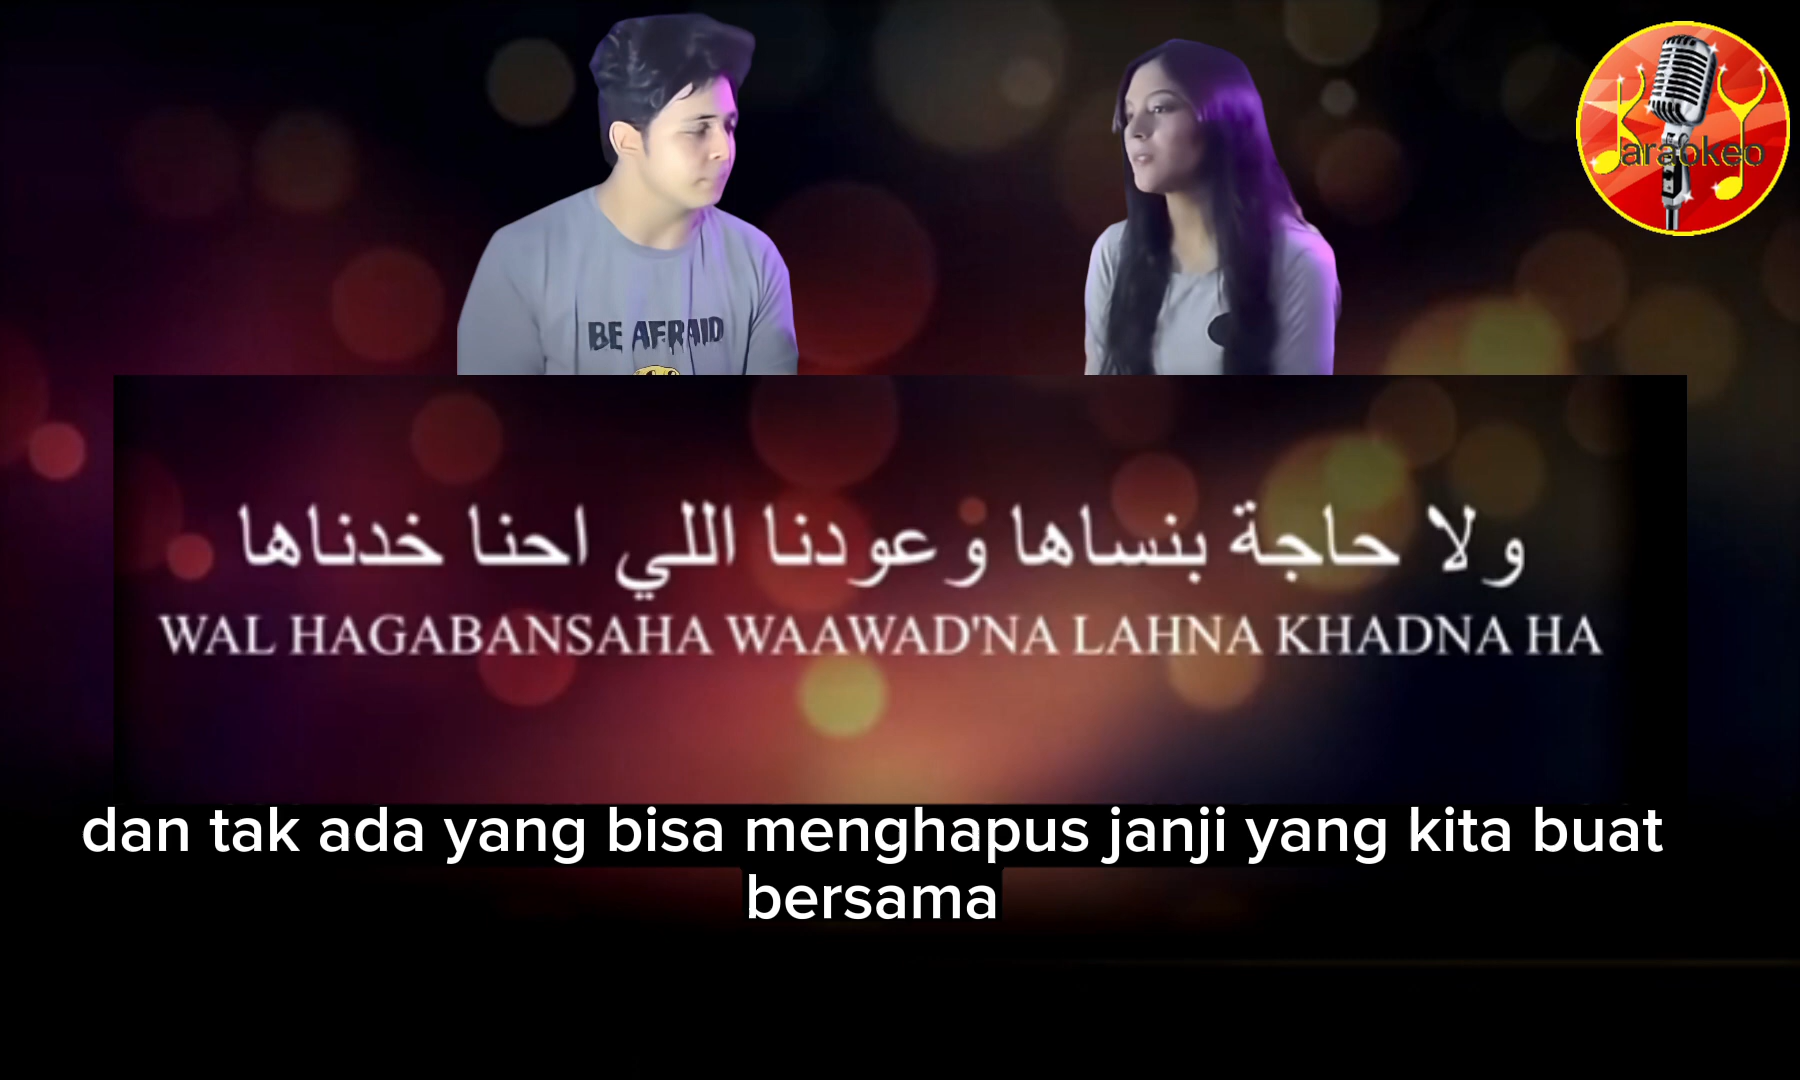 Karaokeo
BE AFRAID
ولا حاجة بنساها وعودنا اللي احنا خدناها
WAL HAGABANSAHA WAAWAD'NA LAHNA KHADNA HA
dan tak ada yang bisa menghapus janji yang kita buat
bersama